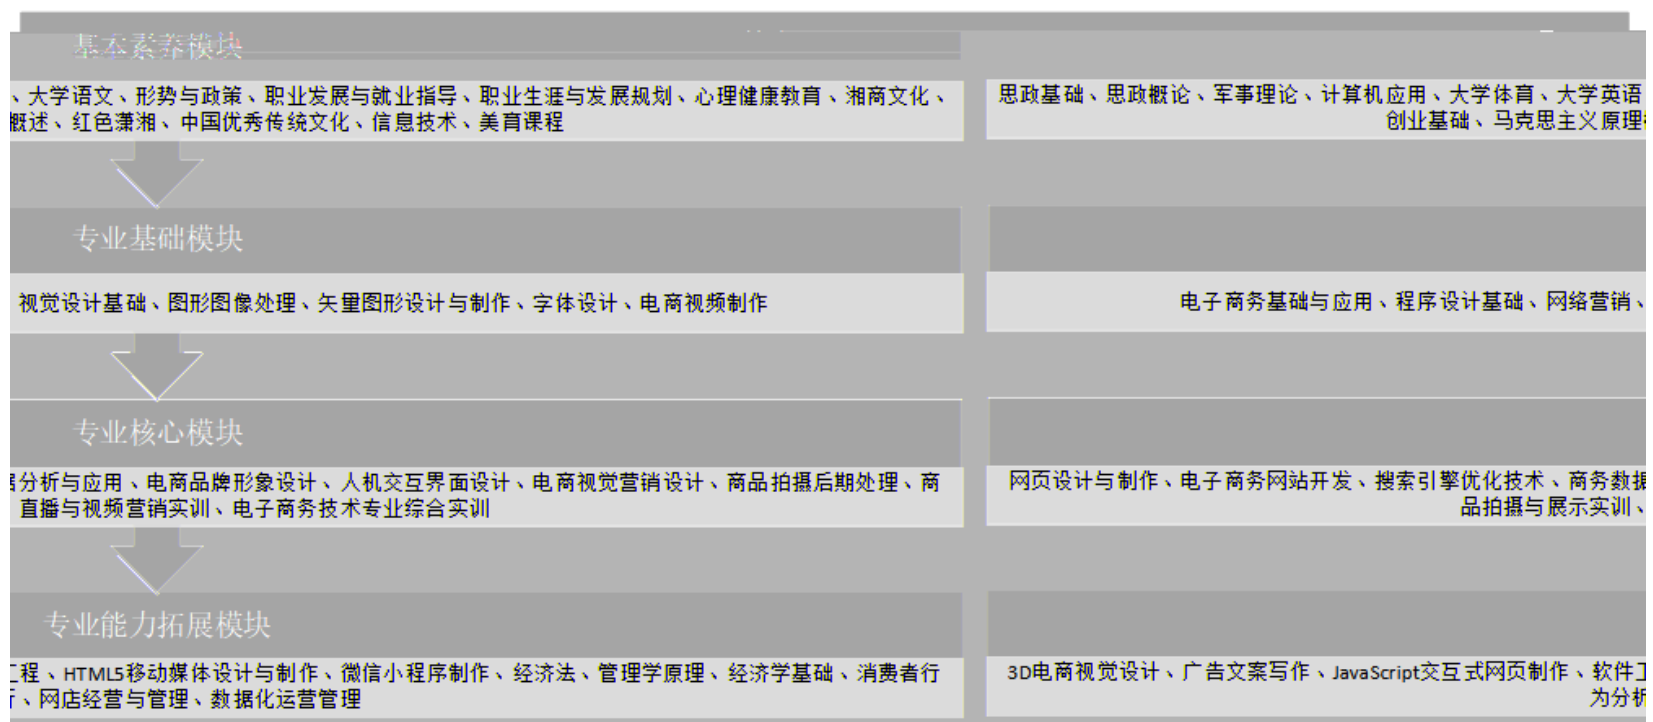 基本素养模块
、大学语文、形势与政策、职业发展与就业指导、职业生涯与发展规划、心理健康教育、湘商文化、
概述、红色潇湘、中国优秀传统文化、信息技术、美育课程
思政基础、思政概论、军事理论、计算机应用、大学体育、大学英语
创业基础、马克思主义原理
专业基础模块
视觉设计基础、图形图像处理、矢量图形设计与制作、字体设计、电商视频制作
电子商务基础与应用、程序设计基础、网络营销、
专业核心模块
分析与应用、电商品牌形象设计、人机交互界面设计、电商视觉营销设计、商品拍摄后期处理、商
直播与视频营销实训、电子商务技术专业综合实训
网页设计与制作、电子商务网站开发、搜索引擎优化技术、商务数据
品拍摄与展示实训、
专业能力拓展模块
程、HTML5移动媒体设计与制作、微信小程序制作、经济法、管理学原理、经济学基础、消费者行
、网店经营与管理、数据化运营管理
3D电商视觉设计、广告文案写作、JavaScript交互式网页制作、软件工
为分析